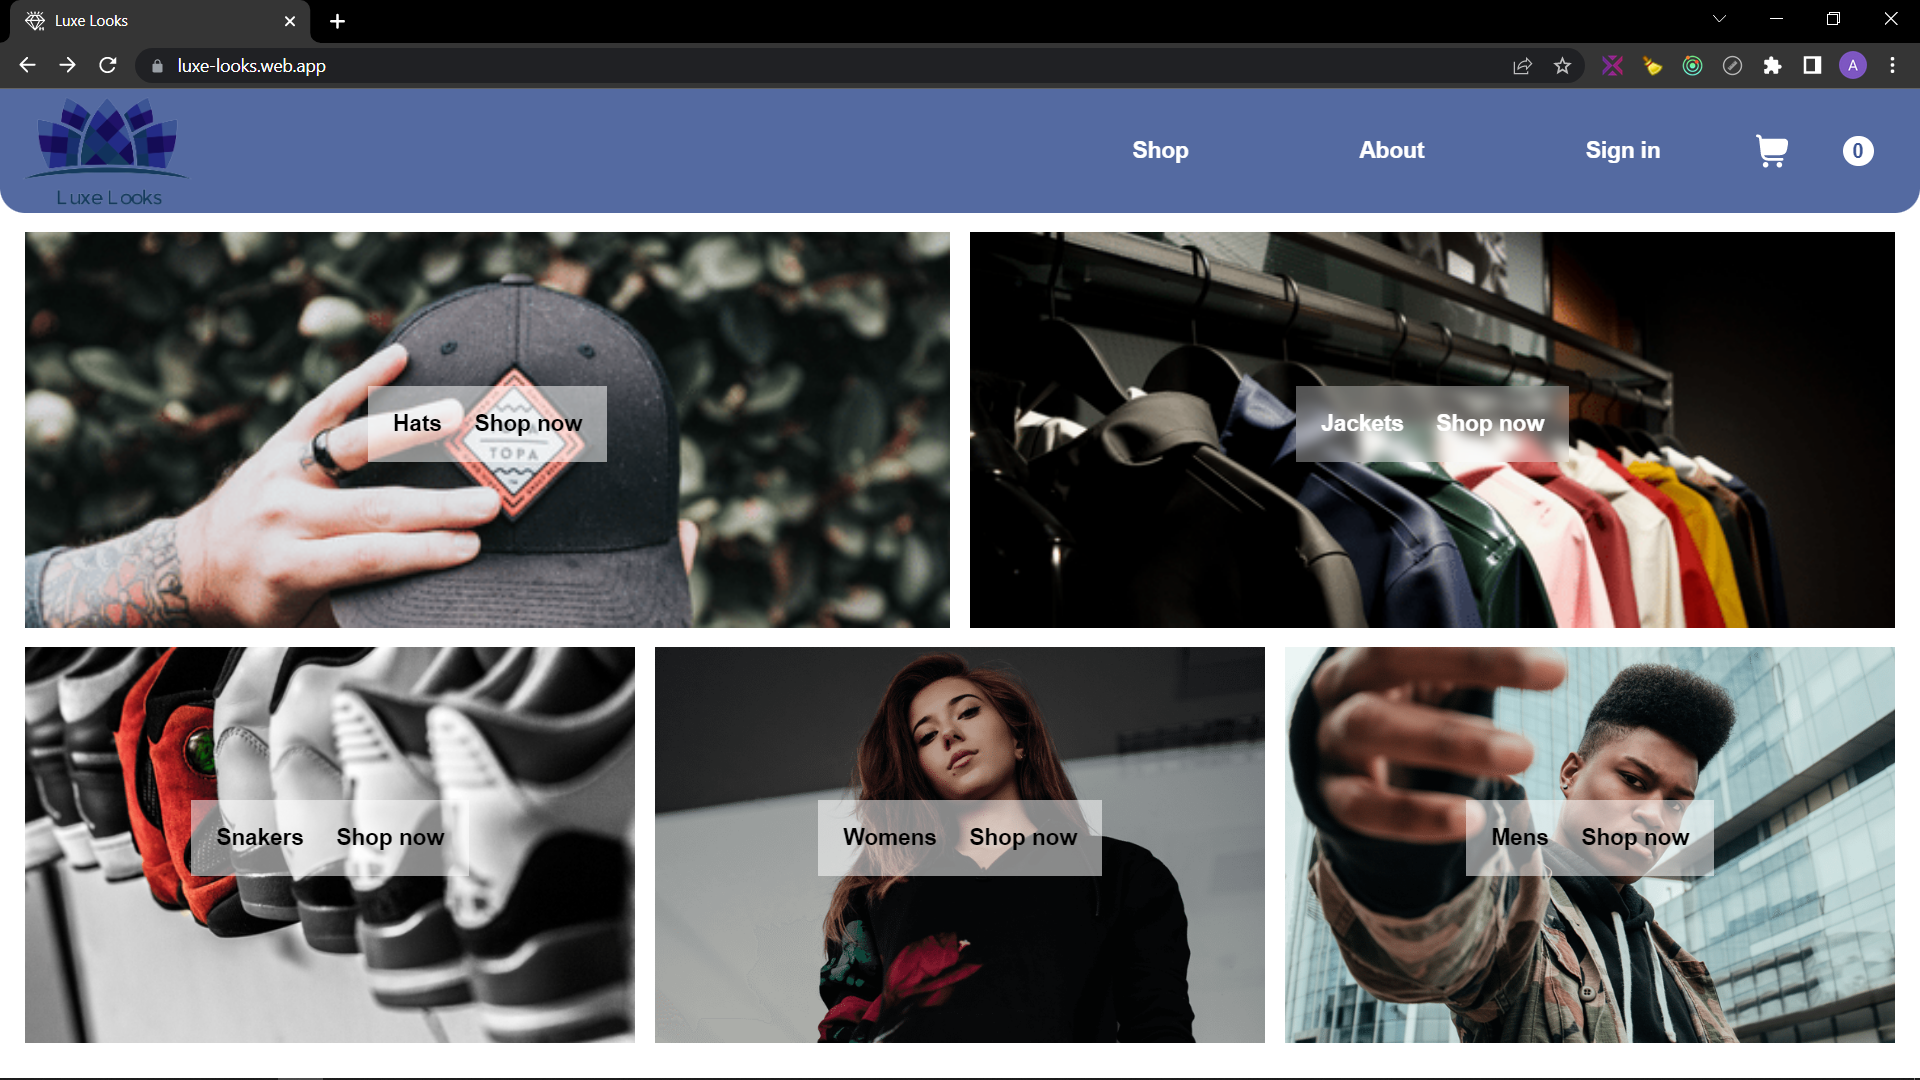 Luxe Looks
luxe-looks.web.app
A
Luxe Looks
Shop About Sign in 0
Hats Shop now
TOPA
Jackets Shop now
Snakers Shop now
Womens Shop now
Mens Shop now